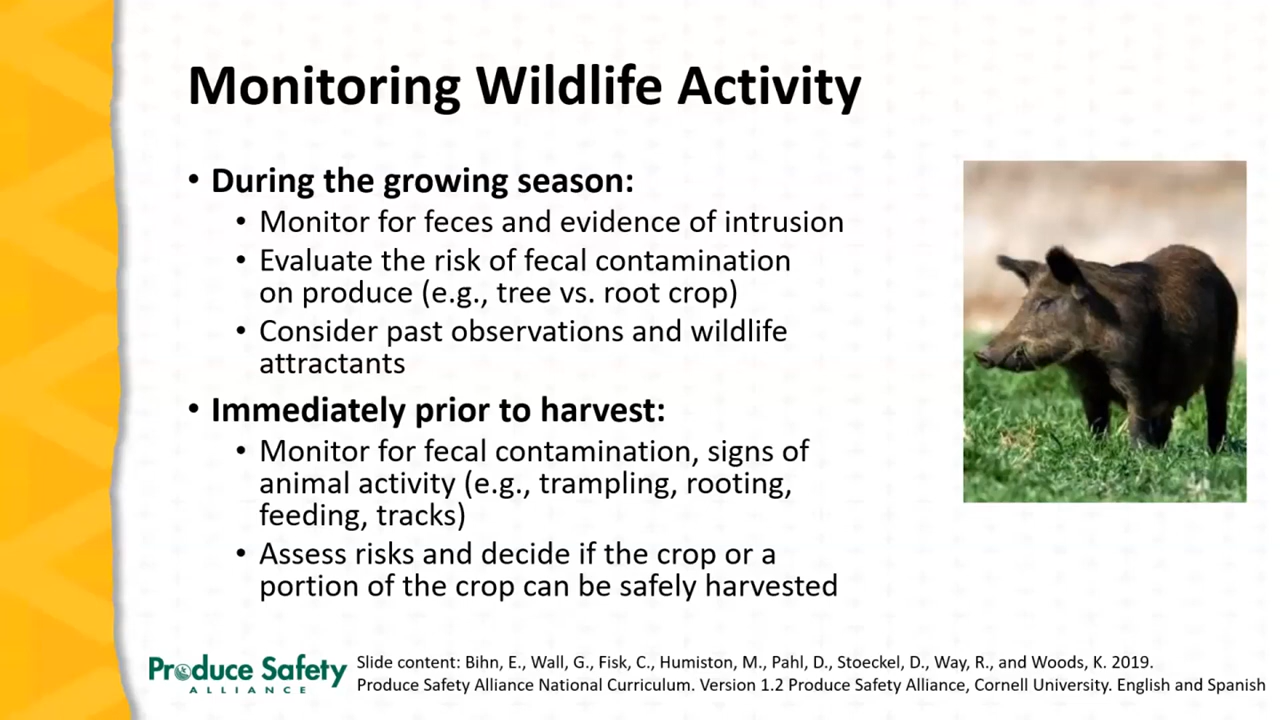 Monitoring Wildlife Activity
• During the growing season:
• Monitor for feces and evidence of intrusion
• Evaluate the risk of fecal contamination
on produce (e.g., tree vs. root crop)
• Consider past observations and wildlife
attractants
• Immediately prior to harvest:
• Monitor for fecal contamination, signs of
animal activity (e.g., trampling, rooting,
feeding, tracks)
• Assess risks and decide if the crop or a
portion of the crop can be safely harvested
Produce Safety
ALLIANCE
Slide content: Bihn, E., Wall, G., Fisk, C., Humiston, M., Pahl, D., Stoeckel, D., Way, R., and Woods, K. 2019.
Produce Safety Alliance National Curriculum. Version 1.2 Produce Safety Alliance, Cornell University. English and Spanish